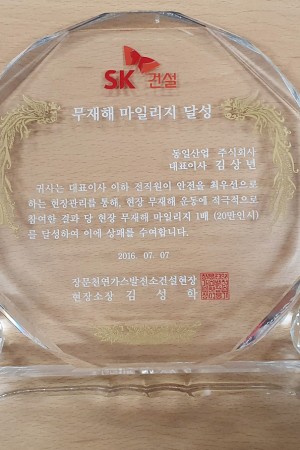 SK 건설
무재해 마일리지 달성
동일산업 주식회사
대표이사 김상년
귀사는 대표이사 이하 전직원이 안전을 최우선으로
하는 현장관리를 통해, 현장 무재해 운동에 적극적으로
참여한 결과 당 현장 무재해 마일리지 1배 (20만인시)
를 달성하여 이에 상패를 수여합니다.
2016. 07. 07
장문천연가스발전소건설현장
현장소장 김성학